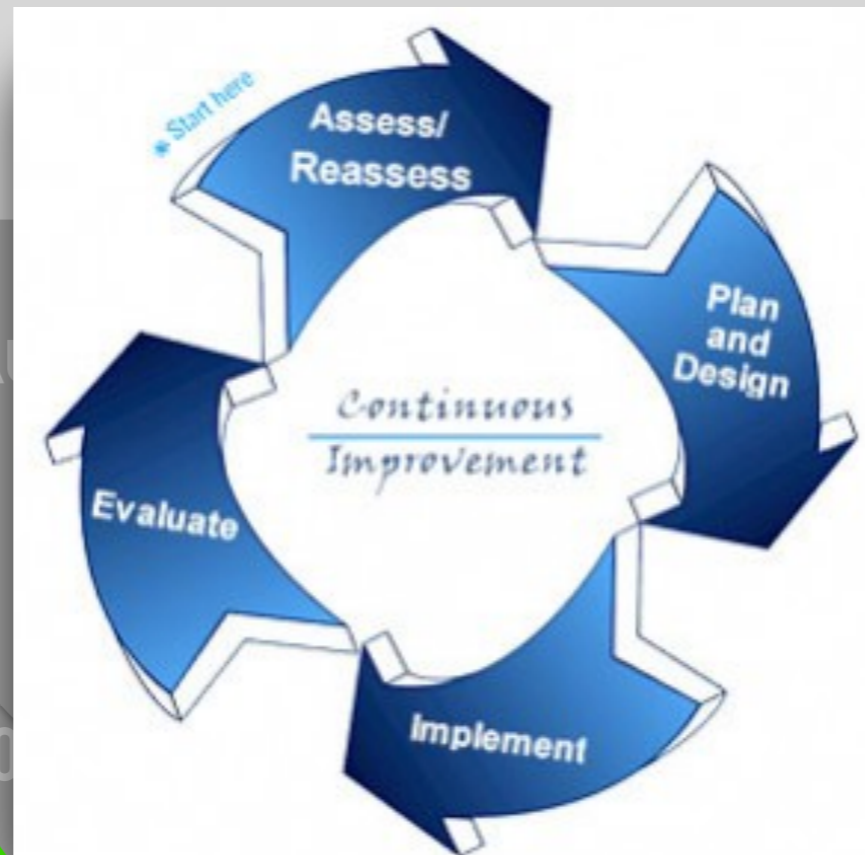 * Start here
Assess/
Reassess
Plan
and
Design
Continuous
Improvement
Evaluate
Implement